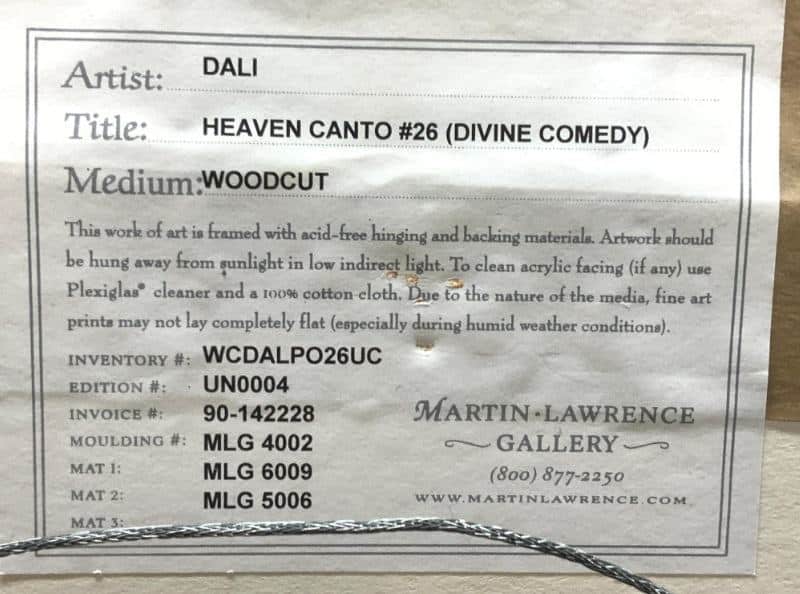 Artist: DALI
Title: HEAVEN CANTO #26 (DIVINE COMEDY)
Medium: WOODCUT
This work of art is framed with acid-free hinging and backing materials. Artwork should
be hung away from sunlight in low indirect light. To clean acrylic facing (if any) use
Plexiglas® cleaner and a 100% cotton cloth. Due to the nature of the media, fine art
prints may not lay completely flat (especially during humid weather conditions).
INVENTORY #: WCDALPO26UC
EDITION #: UN0004
INVOICE #: 90-142228
MOULDING #: MLG 4002
MAT 1: MLG 6009
MAT 2: MLG 5006
MAT 3:
MARTIN·LAWRENCE
GALLERY
(800) 877-2250
WWW.MARTINLAWRENCE.COM